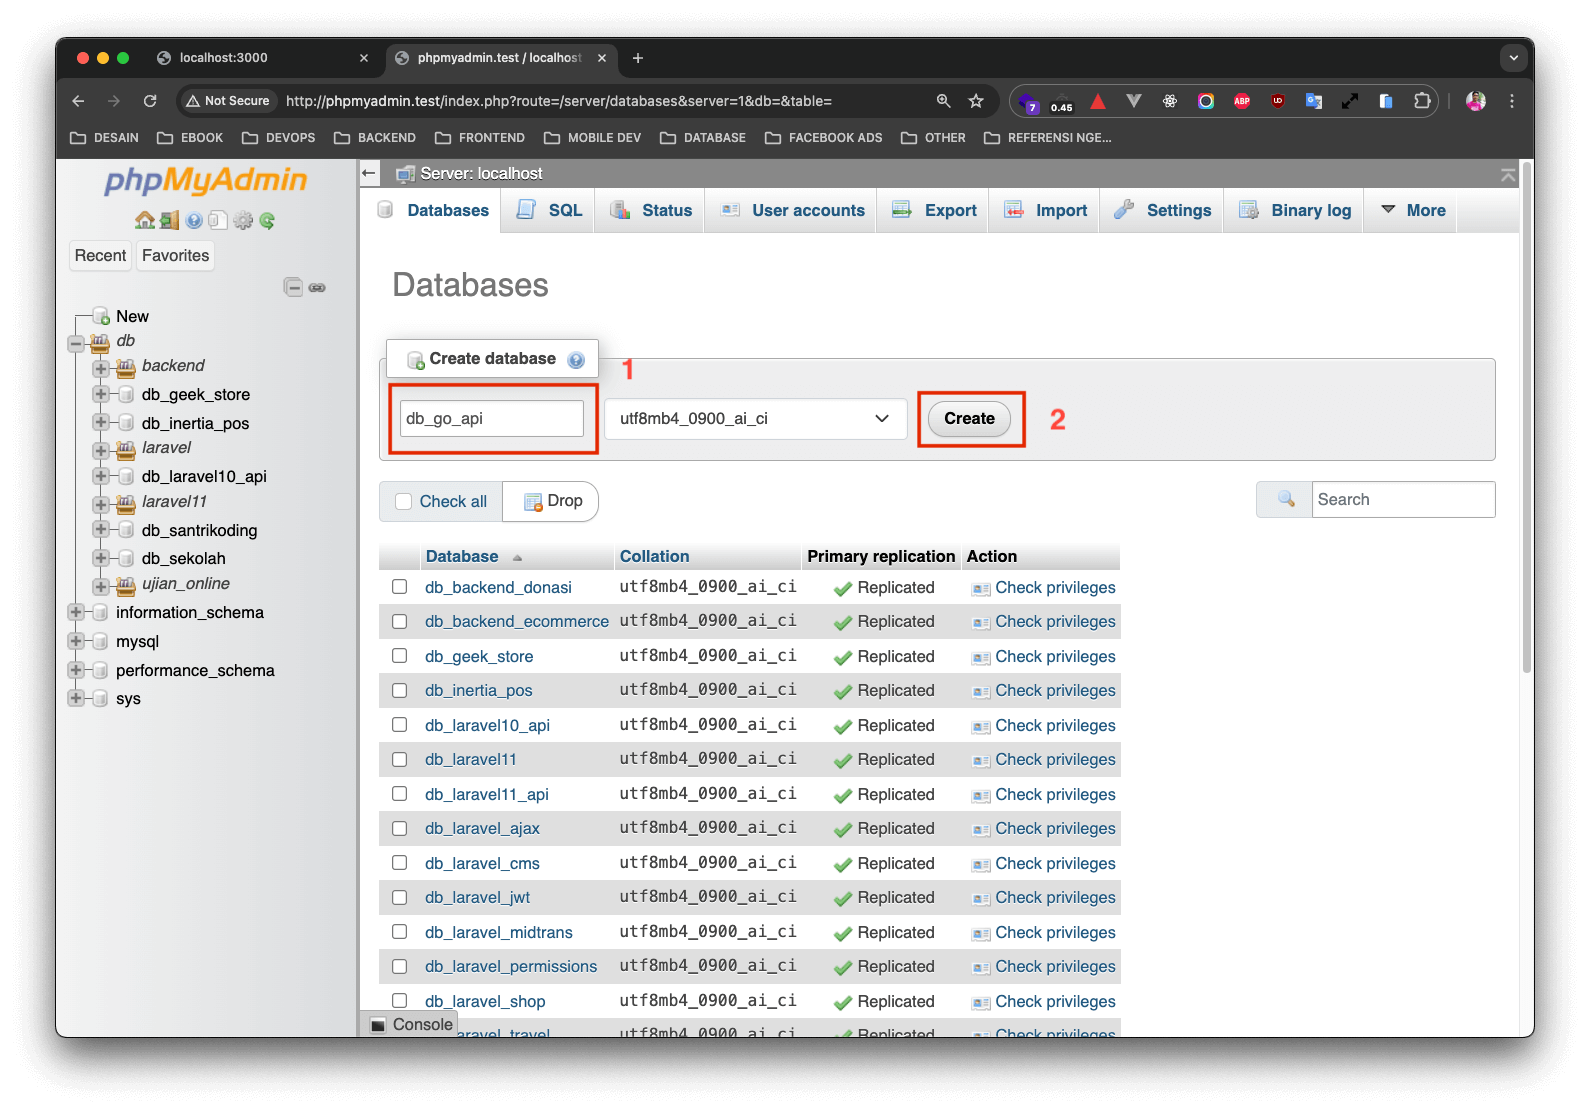 localhost:3000
phpmyadmin.test / localhost
Not Secure
http://phpmyadmin.test/index.php?route=/server/databases&server=1&db=&table=
7
0.45
ABP
DESAIN
EBOOK
DEVOPS
BACKEND
FRONTEND
MOBILE DEV
DATABASE
FACEBOOK ADS
OTHER
REFERENSI NGE...
phpMyAdmin
Recent
Favorites
New
db
backend
db_geek_store
db_inertia_pos
laravel
db_laravel10_api
laravel11
db_santrikoding
db_sekolah
ujian_online
information_schema
mysql
performance_schema
sys
Server: localhost
Databases
SQL
Status
User accounts
Export
Import
Settings
Binary log
More
Databases
Create database
1
db_go_api
utf8mb4_0900_ai_ci
Create
2
Check all
Drop
Search
Database Collation Primary replication Action
db_backend_donasi utf8mb4_0900_ai_ci Replicated Check privileges
db_backend_ecommerce utf8mb4_0900_ai_ci Replicated Check privileges
db_geek_store utf8mb4_0900_ai_ci Replicated Check privileges
db_inertia_pos utf8mb4_0900_ai_ci Replicated Check privileges
db_laravel10_api utf8mb4_0900_ai_ci Replicated Check privileges
db_laravel11 utf8mb4_0900_ai_ci Replicated Check privileges
db_laravel11_api utf8mb4_0900_ai_ci Replicated Check privileges
db_laravel_ajax utf8mb4_0900_ai_ci Replicated Check privileges
db_laravel_cms utf8mb4_0900_ai_ci Replicated Check privileges
db_laravel_jwt utf8mb4_0900_ai_ci Replicated Check privileges
db_laravel_midtrans utf8mb4_0900_ai_ci Replicated Check privileges
db_laravel_permissions utf8mb4_0900_ai_ci Replicated Check privileges
db_laravel_shop utf8mb4_0900_ai_ci Replicated Check privileges
aravel_travel utf8mb4_0900_ai_ci Replicated Check privileges
Console